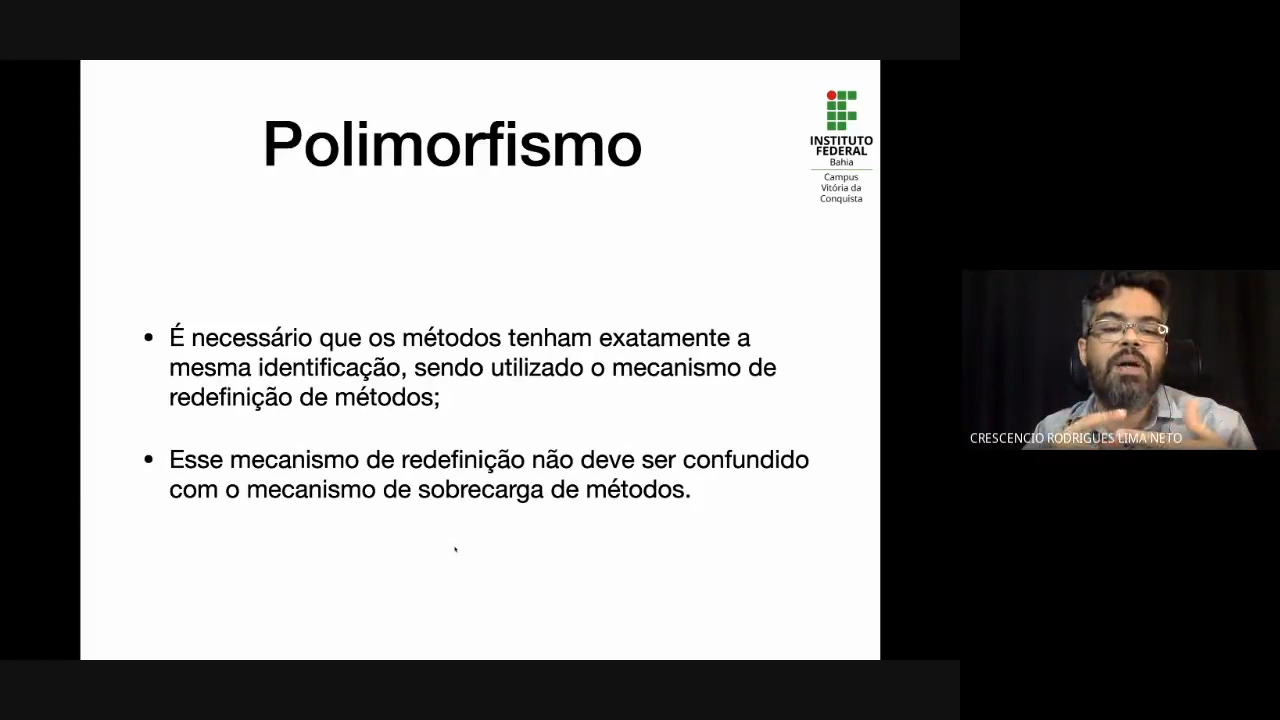 Polimorfismo
INSTITUTO
FEDERAL
Bahia
Campus
Vitória da
Conquista
• É necessário que os métodos tenham exatamente a
mesma identificação, sendo utilizado o mecanismo de
redefinição de métodos;
• Esse mecanismo de redefinição não deve ser confundido
com o mecanismo de sobrecarga de métodos.
CRESCENCIO RODRIGUES LIMA NETO